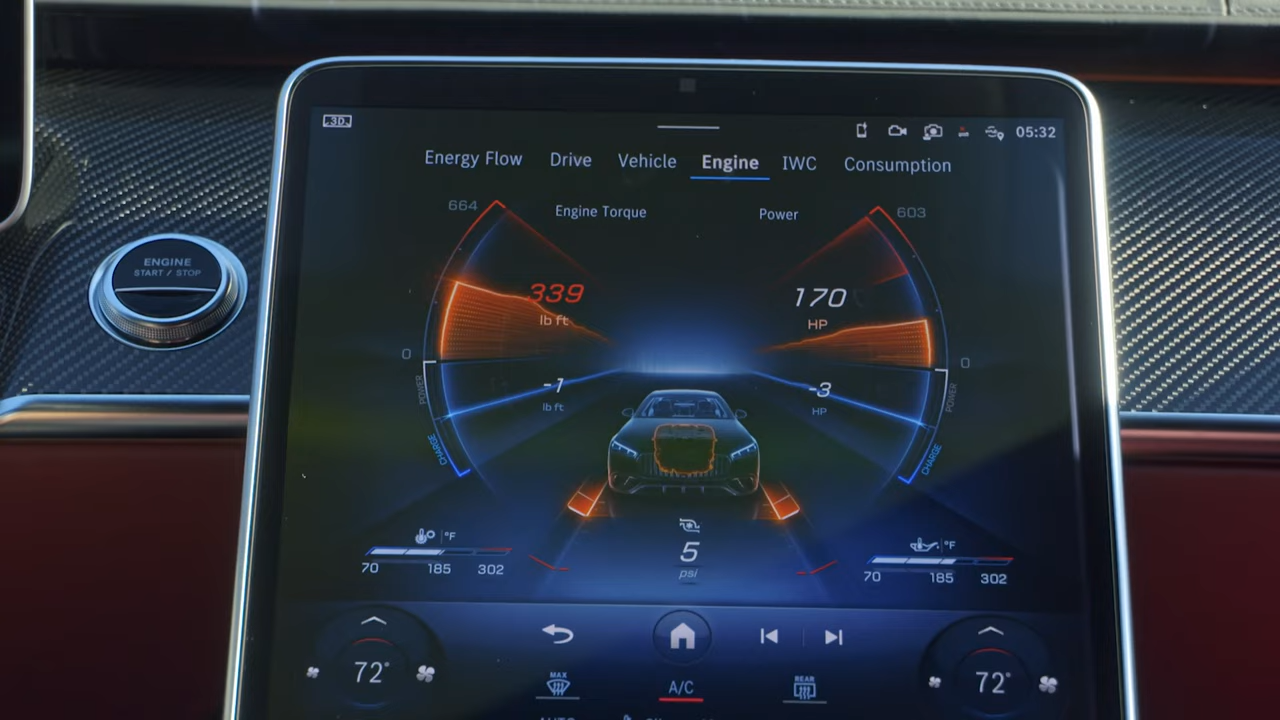 3D
05:32
Energy Flow Drive Vehicle Engine IWC Consumption
664 Engine Torque Power 603
ENGINE
START / STOP
339
lb ft
170
HP
0
0
POWER
POWER
-1
lb ft
-3
HP
CHARGE
CHARGE
°F
70 185 302
5
psi
°F
70 185 302
72°
72°
MAX
A/C
REAR